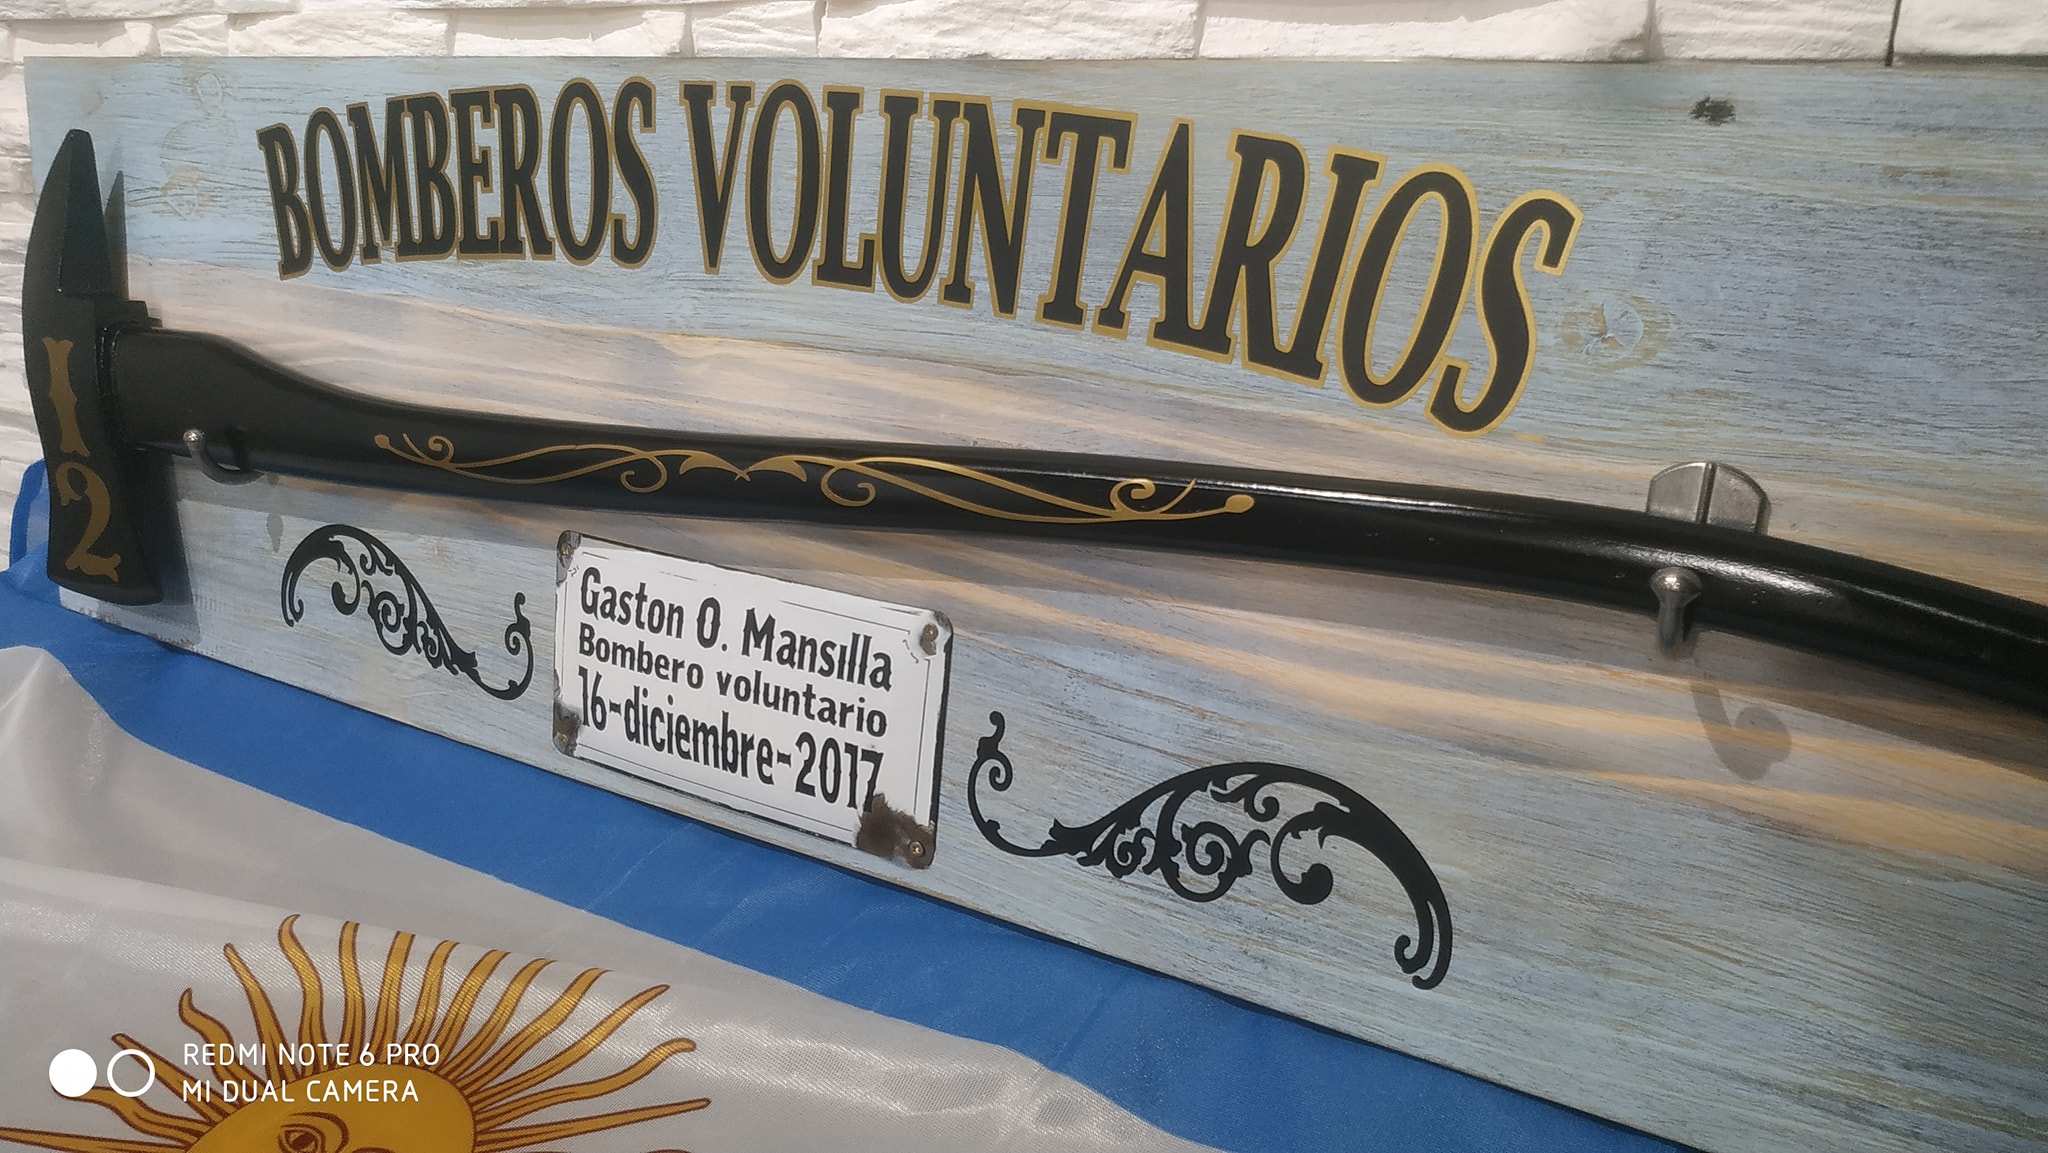 BOMBEROS VOLUNTARIOS
12
Gaston O. Mansilla
Bombero voluntario
16-diciembre-2017
REDMI NOTE 6 PRO
MI DUAL CAMERA